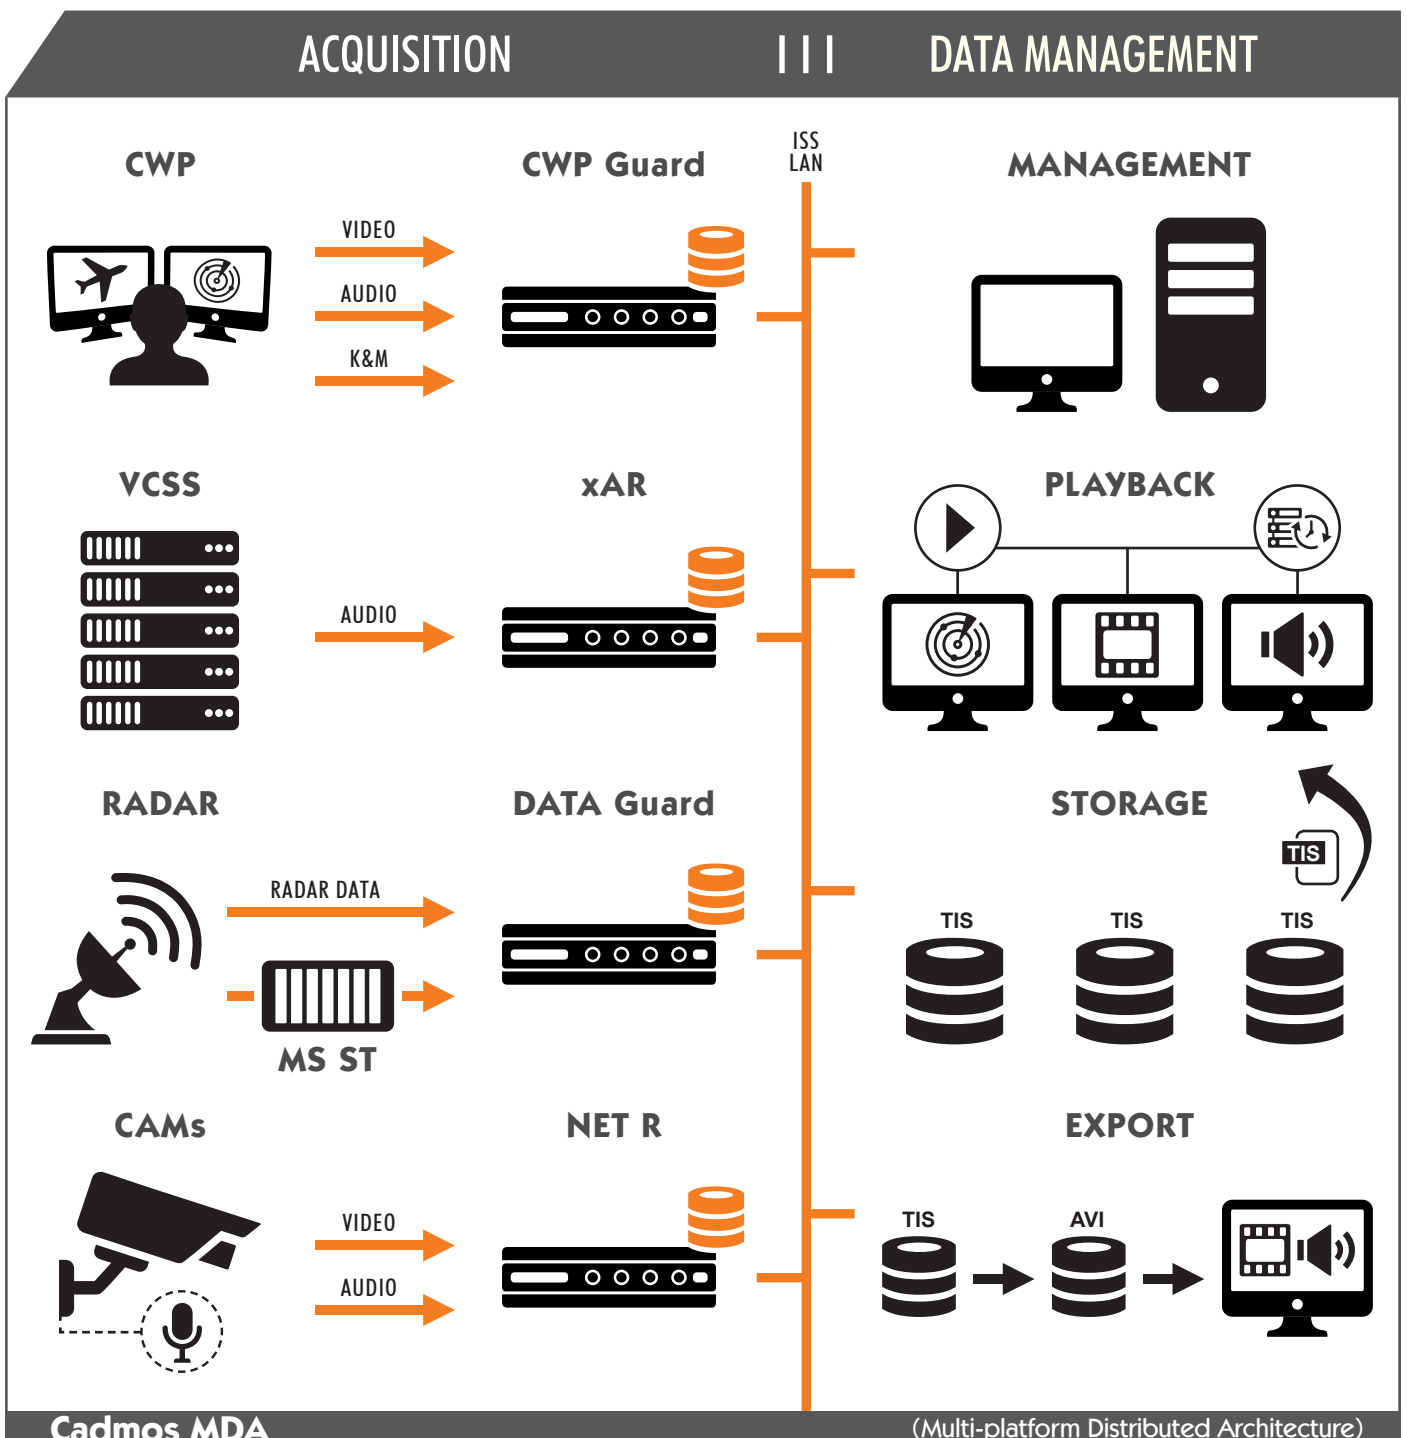 ACQUISITION
III
DATA MANAGEMENT
ISS
LAN
CWP
CWP Guard
MANAGEMENT
VIDEO
AUDIO
K&M
VCSS
xAR
PLAYBACK
AUDIO
RADAR
DATA Guard
STORAGE
TIS
RADAR DATA
TIS
TIS
TIS
MS ST
CAMs
NET R
EXPORT
VIDEO
AUDIO
TIS
AVI
Cadmos MDA
(Multi-platform Distributed Architecture)